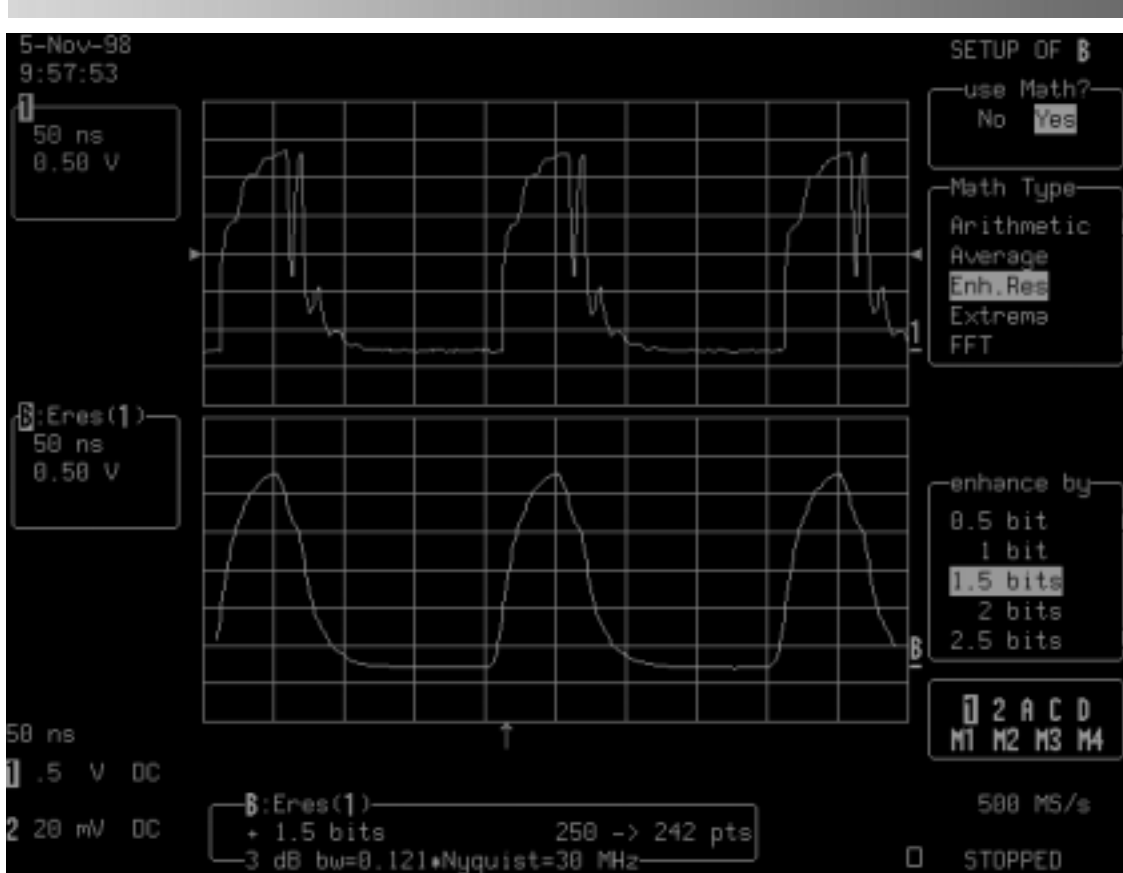 5-Nov-98
9:57:53
SETUP OF B
use Math?
No Yes
1
50 ns
0.50 V
Math Type
Arithmetic
Average
Enh.Res
Extrema
FFT
1
B:Eres(1)
50 ns
0.50 V
enhance by
0.5 bit
1 bit
1.5 bits
2 bits
2.5 bits
B
1 2 A C D
M1 M2 M3 M4
50 ns
1 .5 V DC
2 20 mV DC
B:Eres(1)
+ 1.5 bits 250 -> 242 pts
3 dB bw=0.121*Nyquist=30 MHz
500 MS/s
STOPPED